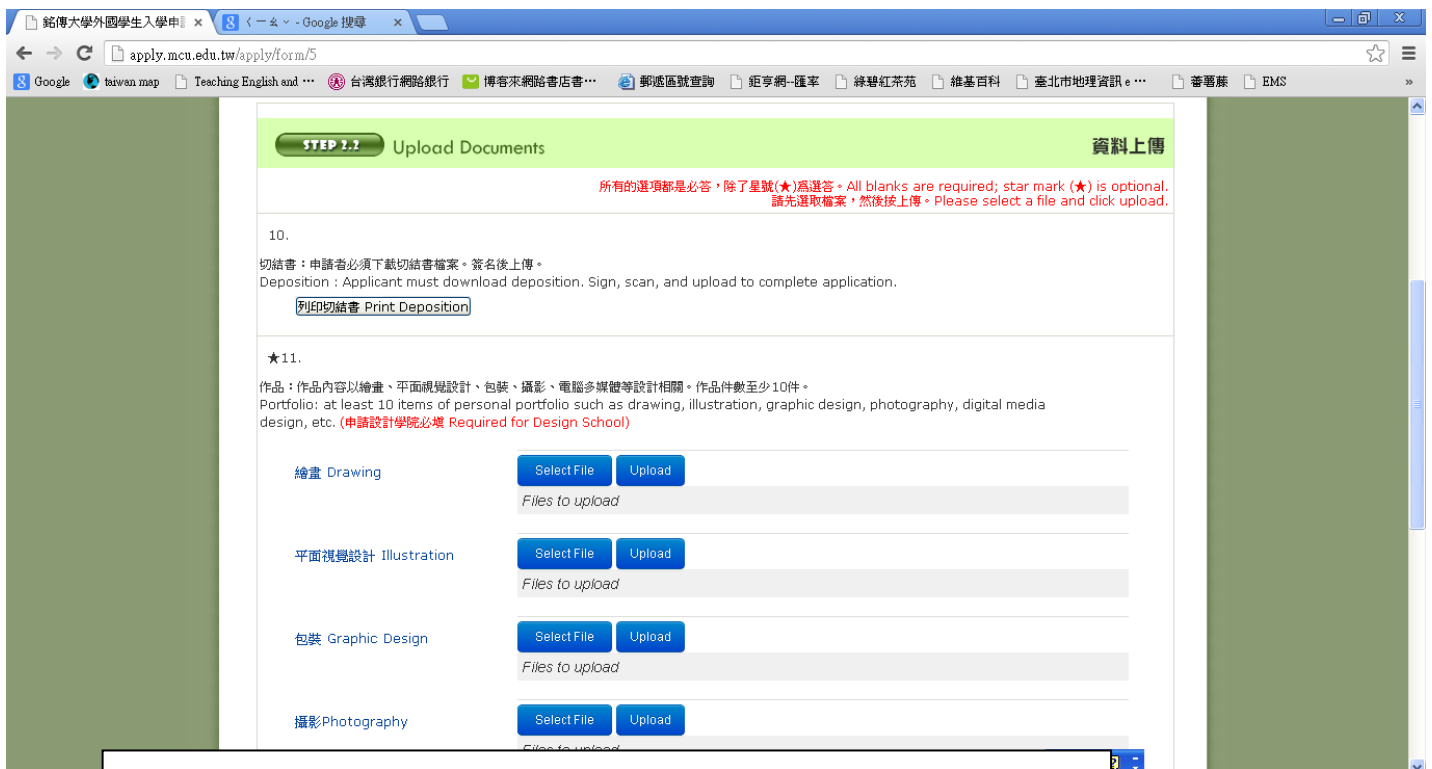 銘傳大學外國學生入學申
ㄑㄧㄠˇ - Google 搜尋
apply.mcu.edu.tw/apply/form/5
Google taiwan map Teaching English and ⋯ 台灣銀行網路銀行 博客來網路書店書⋯ 郵遞區號查詢 鉅亨網--匯率 綠碧紅茶苑 維基百科 臺北市地理資訊 e ⋯ 薔薯藤 EMS »
STEP 2.2 Upload Documents 資料上傳
所有的選項都是必答，除了星號(★)為選答。All blanks are required; star mark (★) is optional.
請先選取檔案，然後按上傳。Please select a file and click upload.
10.
切結書：申請者必須下載切結書檔案。簽名後上傳。
Deposition : Applicant must download deposition. Sign, scan, and upload to complete application.
列印切結書 Print Deposition
★11.
作品：作品內容以繪畫、平面視覺設計、包裝、攝影、電腦多媒體等設計相關。作品件數至少10件。
Portfolio: at least 10 items of personal portfolio such as drawing, illustration, graphic design, photography, digital media
design, etc. (申請設計學院必填 Required for Design School)
繪畫 Drawing Select File Upload
Files to upload
平面視覺設計 Illustration Select File Upload
Files to upload
包裝 Graphic Design Select File Upload
Files to upload
攝影Photography Select File Upload
Files to upload